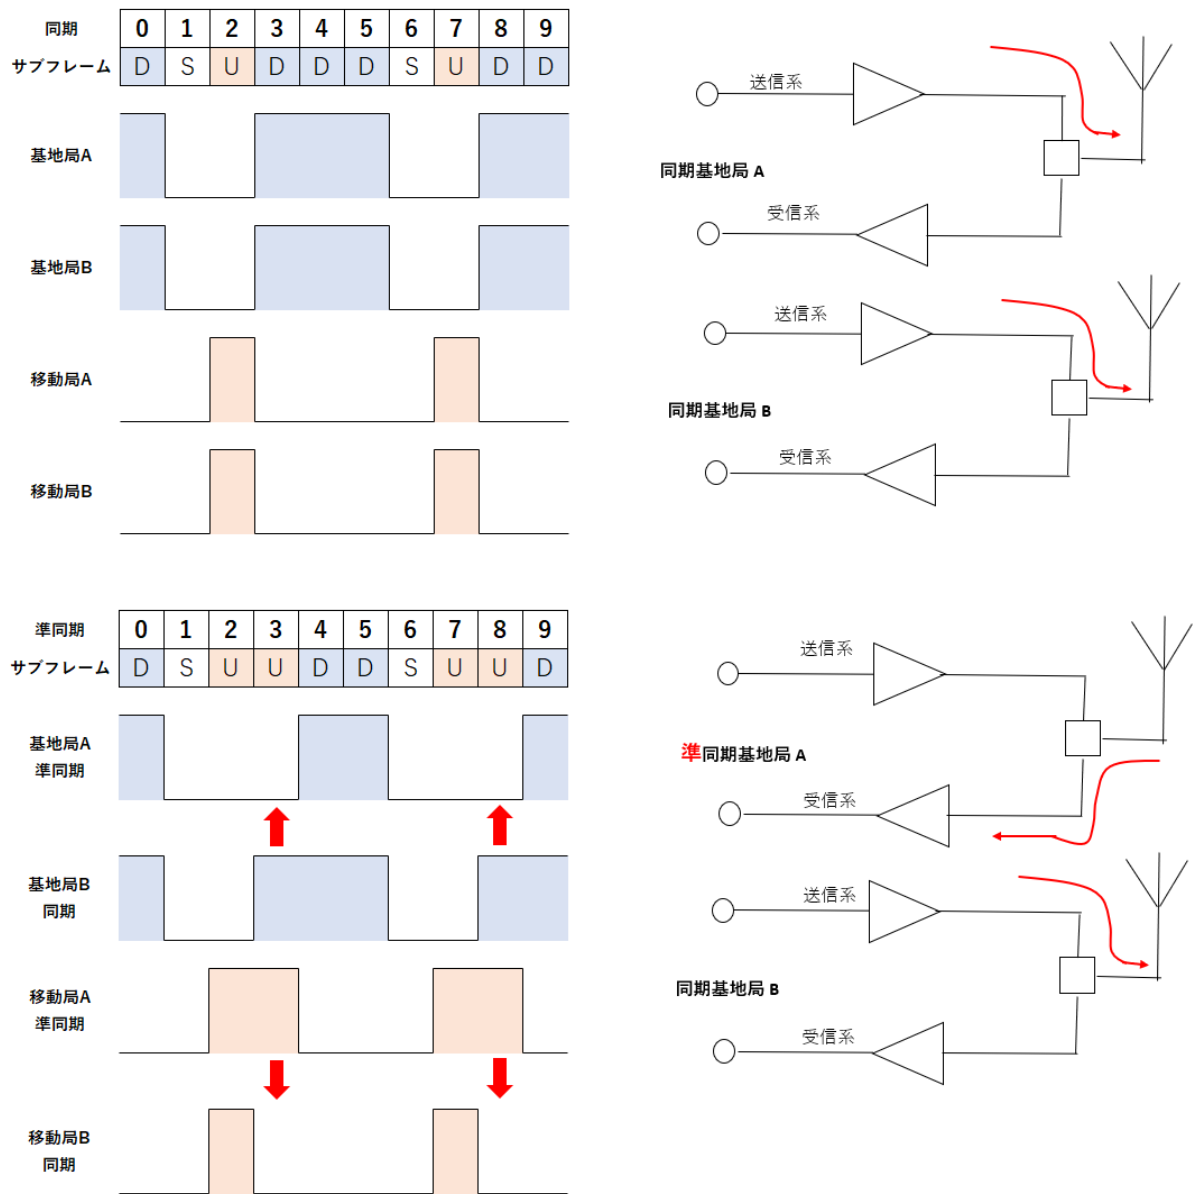 同期 0 1 2 3 4 5 6 7 8 9
サブフレーム D S U D D D S U D D
基地局A
基地局B
移動局A
移動局B
送信系
同期基地局 A
受信系
送信系
同期基地局 B
受信系
準同期 0 1 2 3 4 5 6 7 8 9
サブフレーム D S U U D D S U U D
基地局A
準同期
基地局B
同期
移動局A
準同期
移動局B
同期
送信系
準同期基地局 A
受信系
送信系
同期基地局 B
受信系